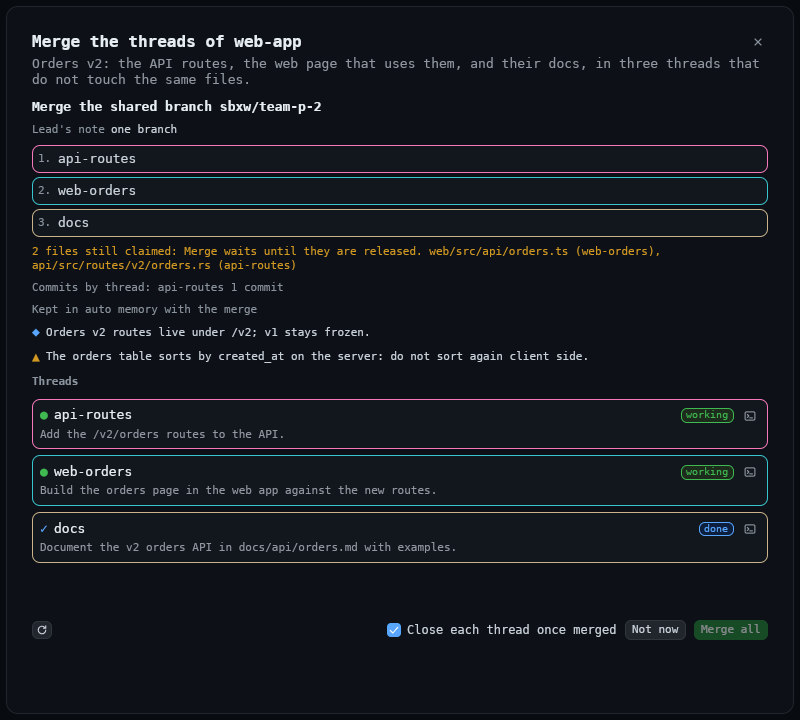 Merge the threads of web-app
×
Orders v2: the API routes, the web page that uses them, and their docs, in three threads that
do not touch the same files.
Merge the shared branch sbxw/team-p-2
Lead's note one branch
1. api-routes
2. web-orders
3. docs
2 files still claimed: Merge waits until they are released. web/src/api/orders.ts (web-orders),
api/src/routes/v2/orders.rs (api-routes)
Commits by thread: api-routes 1 commit
Kept in auto memory with the merge
Orders v2 routes live under /v2; v1 stays frozen.
The orders table sorts by created_at on the server: do not sort again client side.
Threads
api-routes working
Add the /v2/orders routes to the API.
web-orders working
Build the orders page in the web app against the new routes.
docs done
Document the v2 orders API in docs/api/orders.md with examples.
Close each thread once merged Not now Merge all